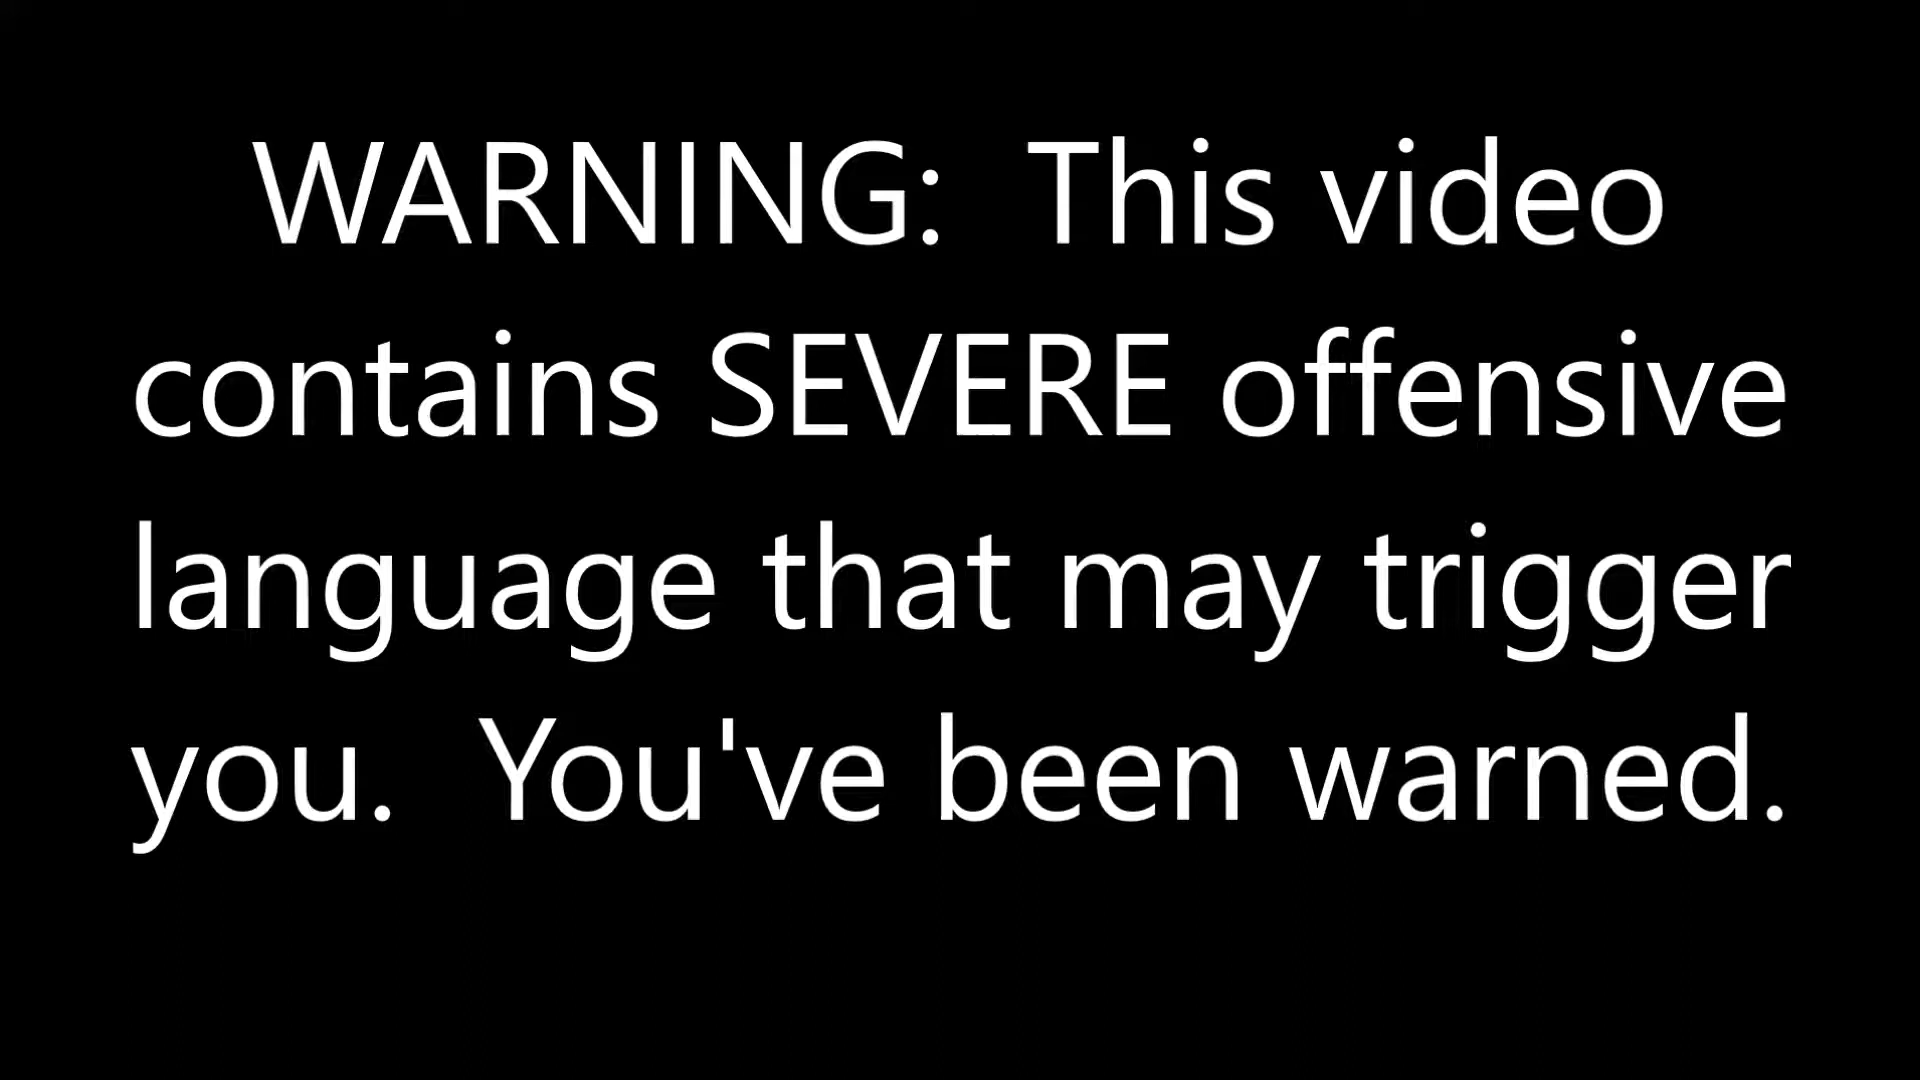 WARNING:  This video
contains SEVERE offensive
language that may trigger
you.  You've been warned.